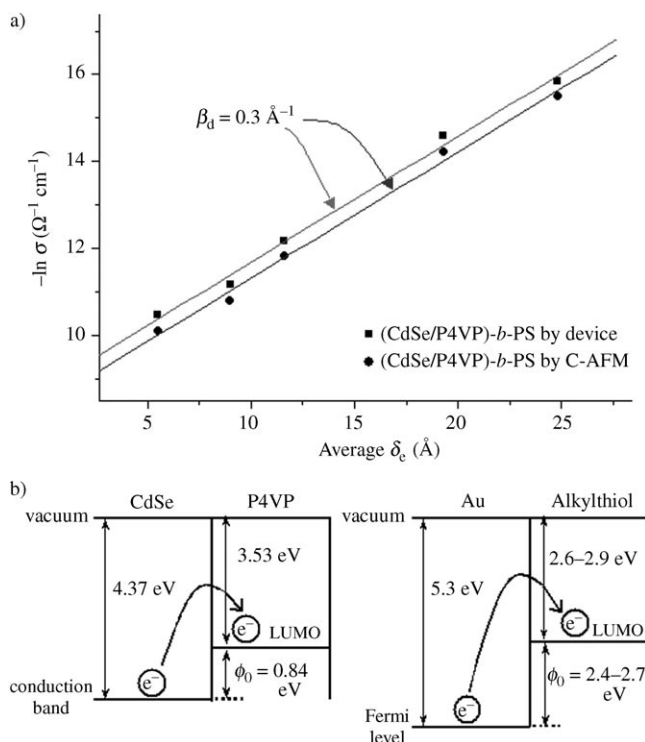 a)
16
14
12
10
−ln σ (Ω⁻¹ cm⁻¹)
β_d = 0.3 Å⁻¹
(CdSe/P4VP)-b-PS by device
(CdSe/P4VP)-b-PS by C-AFM
5 10 15 20 25
Average δ_e (Å)
b)
CdSe P4VP
vacuum
3.53 eV
4.37 eV
e⁻ LUMO
e⁻
ϕ₀ = 0.84
eV
conduction
band
Au Alkylthiol
vacuum
2.6–2.9 eV
5.3 eV
e⁻ LUMO
ϕ₀ = 2.4–2.7
eV
e⁻
Fermi
level